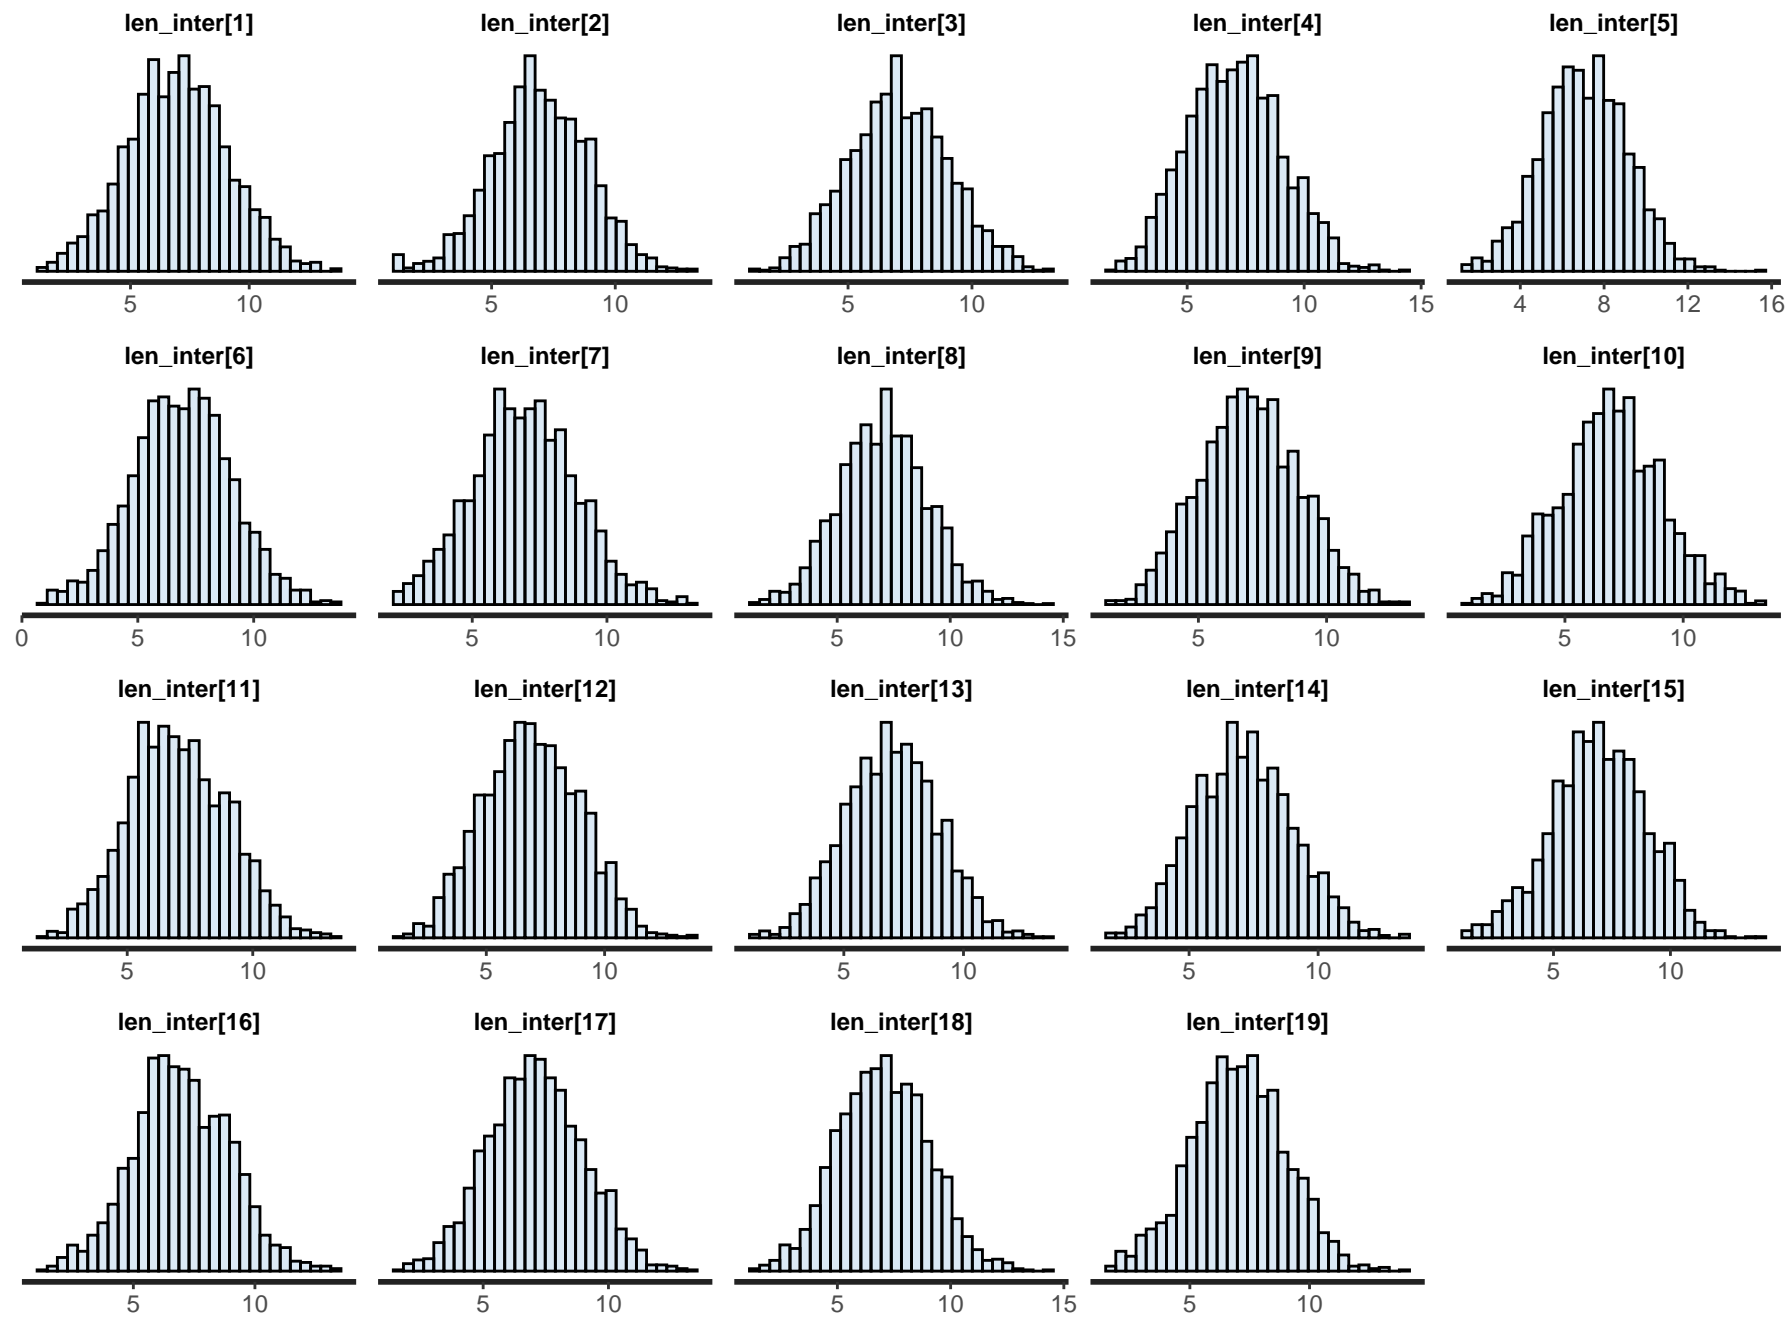 len_inter[1] len_inter[2] len_inter[3] len_inter[4] len_inter[5]
5 10 5 10 5 10 5 10 15 4 8 12 16
len_inter[6] len_inter[7] len_inter[8] len_inter[9] len_inter[10]
0 5 10 5 10 5 10 15 5 10 5 10
len_inter[11] len_inter[12] len_inter[13] len_inter[14] len_inter[15]
5 10 5 10 5 10 5 10 5 10
len_inter[16] len_inter[17] len_inter[18] len_inter[19]
5 10 5 10 5 10 15 5 10